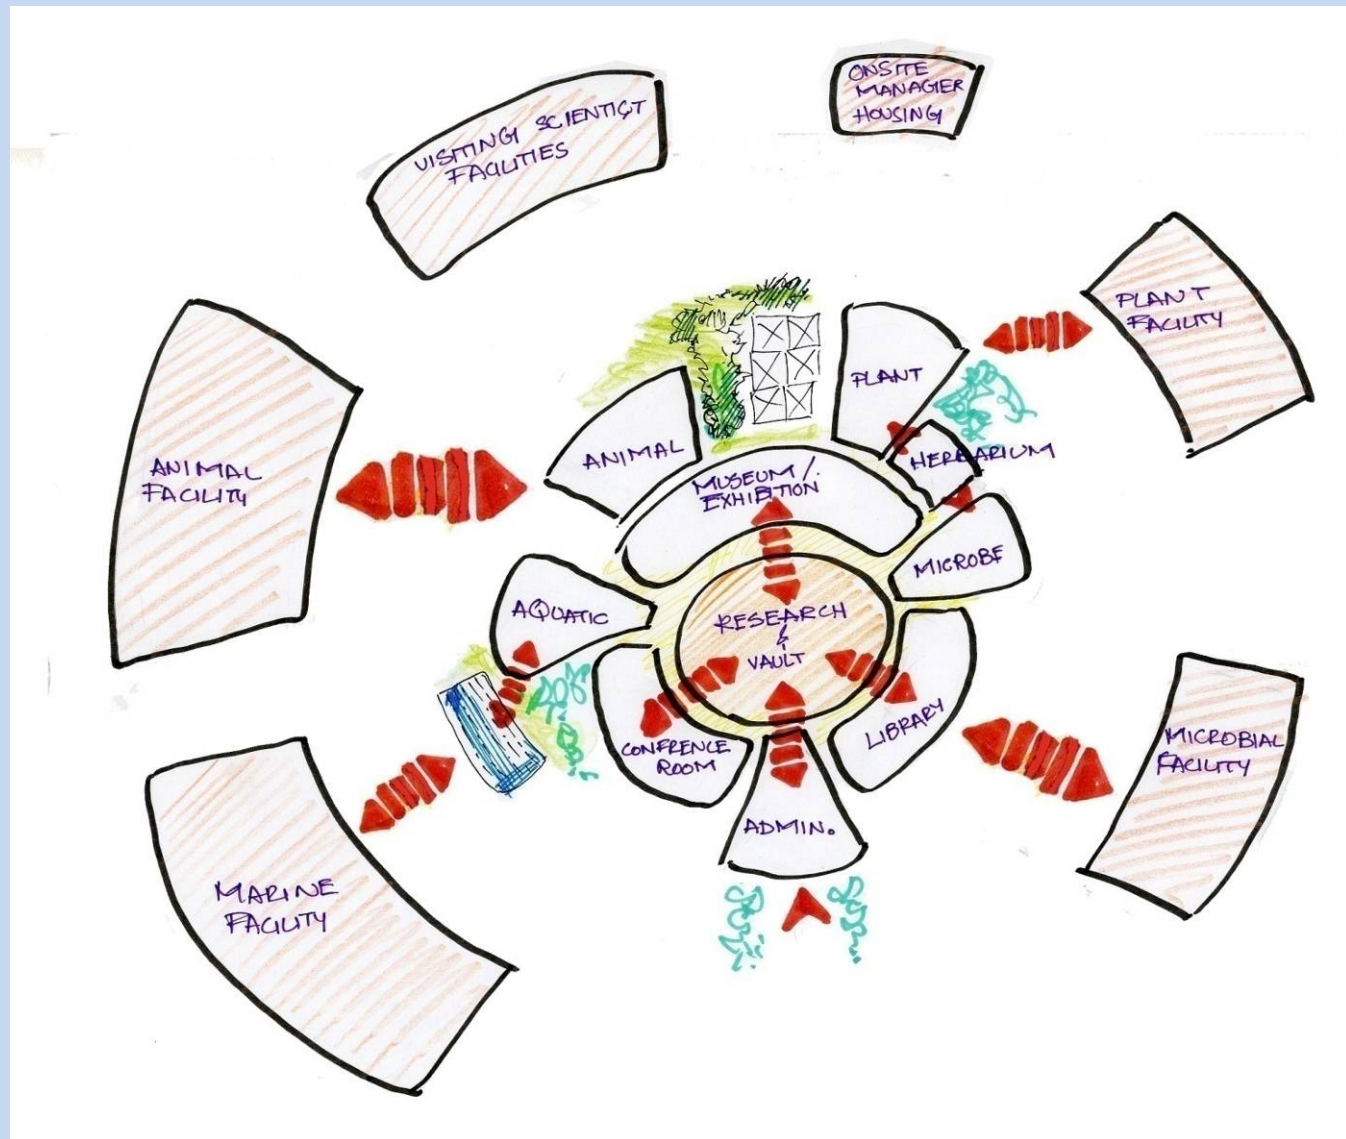 ONSITE
MANAGER
HOUSING
VISITING SCIENTIST
FACILITIES
PLANT
FACILITY
ANIMAL
FACILITY
PLANT
ANIMAL
HERBARIUM
MUSEUM/
EXHIBITION
MICROBE
AQUATIC
RESEARCH
&
VAULT
LIBRARY
CONFRENCE
ROOM
MICROBIAL
FACILITY
ADMIN.
MARINE
FACILITY